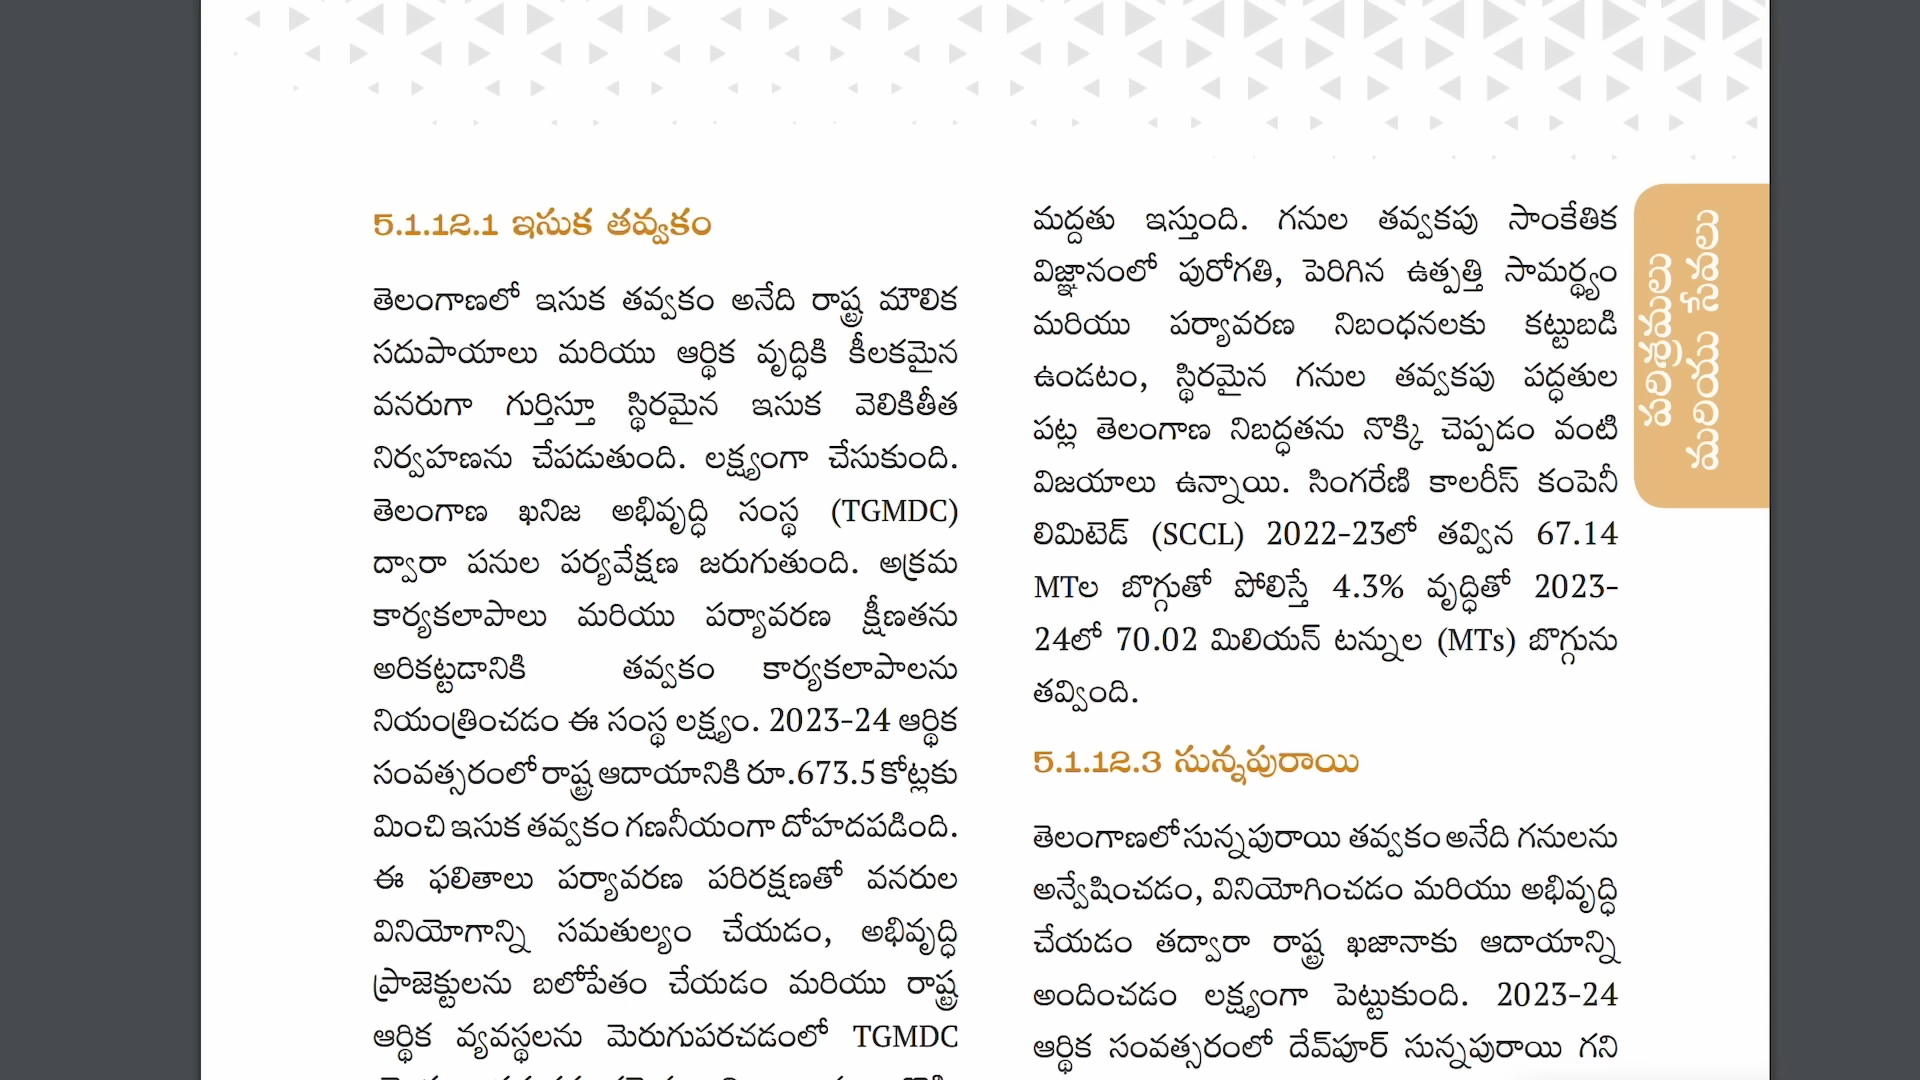 5.1.12.1 ఇసుక తవ్వకం
తెలంగాణలో ఇసుక తవ్వకం అనేది రాష్ట్ర మౌలిక
సదుపాయాలు మరియు ఆర్థిక వృద్ధికి కీలకమైన
వనరుగా గుర్తిస్తూ స్థిరమైన ఇసుక వెలికితీత
నిర్వహణను చేపడుతుంది. లక్ష్యంగా చేసుకుంది.
తెలంగాణ ఖనిజ అభివృద్ధి సంస్థ (TGMDC)
ద్వారా పనుల పర్యవేక్షణ జరుగుతుంది. అక్రమ
కార్యకలాపాలు మరియు పర్యావరణ క్షీణతను
అరికట్టడానికి తవ్వకం కార్యకలాపాలను
నియంత్రించడం ఈ సంస్థ లక్ష్యం. 2023-24 ఆర్థిక
సంవత్సరంలో రాష్ట్ర ఆదాయానికి రూ.673.5 కోట్లకు
మించి ఇసుక తవ్వకం గణనీయంగా దోహదపడింది.
ఈ ఫలితాలు పర్యావరణ పరిరక్షణతో వనరుల
వినియోగాన్ని సమతుల్యం చేయడం, అభివృద్ధి
ప్రాజెక్టులను బలోపేతం చేయడం మరియు రాష్ట్ర
ఆర్థిక వ్యవస్థలను మెరుగుపరచడంలో TGMDC
మద్దతు ఇస్తుంది. గనుల తవ్వకపు సాంకేతిక
విజ్ఞానంలో పురోగతి, పెరిగిన ఉత్పత్తి సామర్థ్యం
మరియు పర్యావరణ నిబంధనలకు కట్టుబడి
ఉండటం, స్థిరమైన గనుల తవ్వకపు పద్ధతుల
పట్ల తెలంగాణ నిబద్ధతను నొక్కి చెప్పడం వంటి
విజయాలు ఉన్నాయి. సింగరేణి కాలరీస్ కంపెనీ
లిమిటెడ్ (SCCL) 2022-23లో తవ్విన 67.14
MTల బొగ్గుతో పోలిస్తే 4.3% వృద్ధితో 2023-
24లో 70.02 మిలియన్ టన్నుల (MTs) బొగ్గును
తవ్వింది.
5.1.12.3 సున్నపురాయి
తెలంగాణలో సున్నపురాయి తవ్వకం అనేది గనులను
అన్వేషించడం, వినియోగించడం మరియు అభివృద్ధి
చేయడం తద్వారా రాష్ట్ర ఖజానాకు ఆదాయాన్ని
అందించడం లక్ష్యంగా పెట్టుకుంది. 2023-24
ఆర్థిక సంవత్సరంలో దేవ్‌పూర్ సున్నపురాయి గని
పరిశ్రమలు
మరియు సేవలు